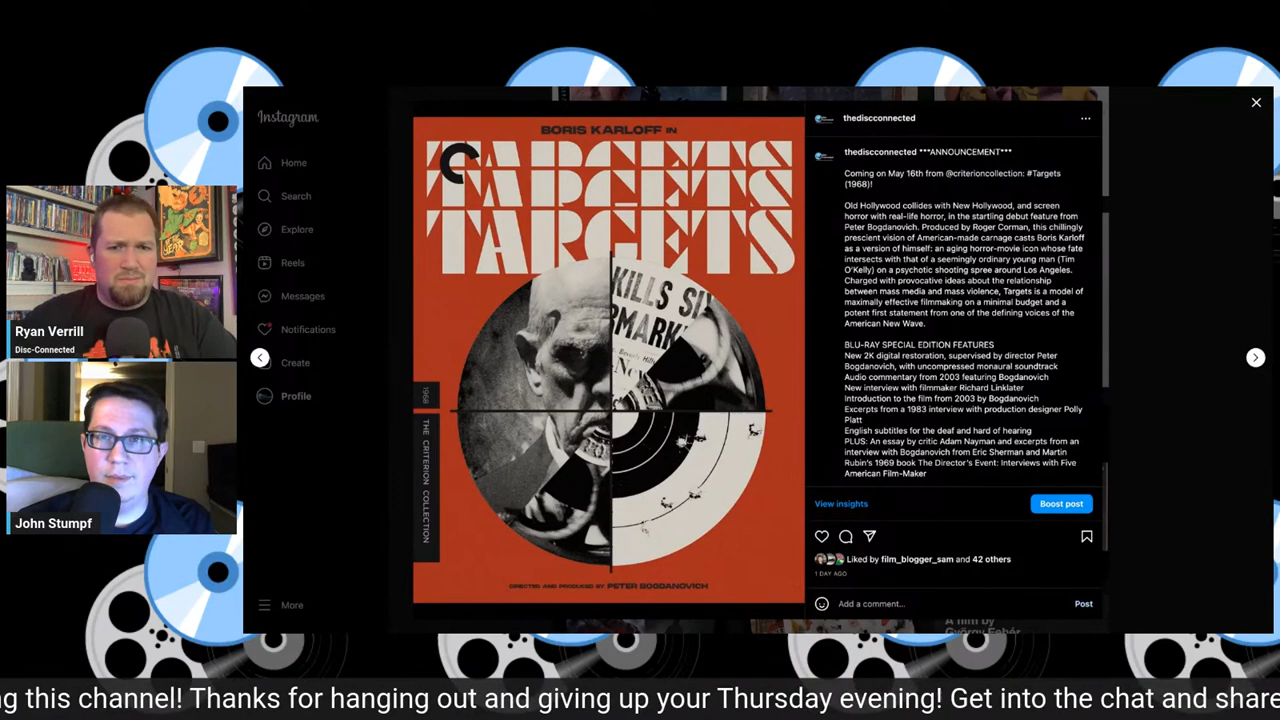 Instagram
Home
Search
Explore
Reels
Messages
Notifications
Create
Profile
More
Ryan Verrill
Disc-Connected
John Stumpf
BORIS KARLOFF IN
TARGETS
TARGETS
TARGETS
KILLS SI
RMARK
1968
THE CRITERION COLLECTION
DIRECTED AND PRODUCED BY PETER BOGDANOVICH
thediscconnected
thediscconnected ***ANNOUNCEMENT***
Coming on May 16th from @criterioncollection: #Targets
(1968)!
Old Hollywood collides with New Hollywood, and screen
horror with real-life horror, in the startling debut feature from
Peter Bogdanovich. Produced by Roger Corman, this chillingly
prescient vision of American-made carnage casts Boris Karloff
as a version of himself: an aging horror-movie icon whose fate
intersects with that of a seemingly ordinary young man (Tim
O'Kelly) on a psychotic shooting spree around Los Angeles.
Charged with provocative ideas about the relationship
between mass media and mass violence, Targets is a model of
maximally effective filmmaking on a minimal budget and a
potent first statement from one of the defining voices of the
American New Wave.
BLU-RAY SPECIAL EDITION FEATURES
New 2K digital restoration, supervised by director Peter
Bogdanovich, with uncompressed monaural soundtrack
Audio commentary from 2003 featuring Bogdanovich
New interview with filmmaker Richard Linklater
Introduction to the film from 2003 by Bogdanovich
Excerpts from a 1983 interview with production designer Polly
Platt
English subtitles for the deaf and hard of hearing
PLUS: An essay by critic Adam Nayman and excerpts from an
interview with Bogdanovich from Eric Sherman and Martin
Rubin's 1969 book The Director's Event: Interviews with Five
American Film-Maker
View insights
Boost post
Liked by film_blogger_sam and 42 others
1 DAY AGO
Add a comment...
Post
A film by
György Fehér
g this channel! Thanks for hanging out and giving up your Thursday evening! Get into the chat and share